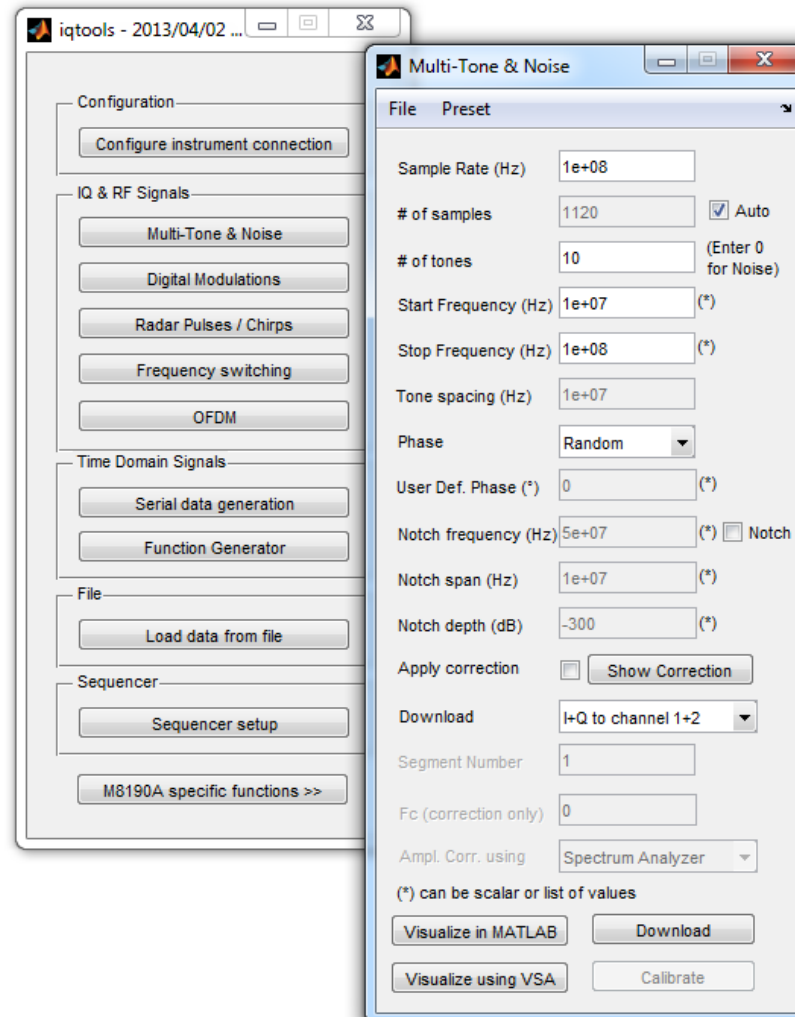 iqtools - 2013/04/02 ...
Configuration
Configure instrument connection
IQ & RF Signals
Multi-Tone & Noise
Digital Modulations
Radar Pulses / Chirps
Frequency switching
OFDM
Time Domain Signals
Serial data generation
Function Generator
File
Load data from file
Sequencer
Sequencer setup
M8190A specific functions >>
Multi-Tone & Noise
File Preset
Sample Rate (Hz) 1e+08
# of samples 1120 Auto
# of tones 10 (Enter 0
for Noise)
Start Frequency (Hz) 1e+07 (*)
Stop Frequency (Hz) 1e+08 (*)
Tone spacing (Hz) 1e+07
Phase Random
User Def. Phase (°) 0 (*)
Notch frequency (Hz) 5e+07 (*) Notch
Notch span (Hz) 1e+07 (*)
Notch depth (dB) -300 (*)
Apply correction Show Correction
Download I+Q to channel 1+2
Segment Number 1
Fc (correction only) 0
Ampl. Corr. using Spectrum Analyzer
(*) can be scalar or list of values
Visualize in MATLAB Download
Visualize using VSA Calibrate